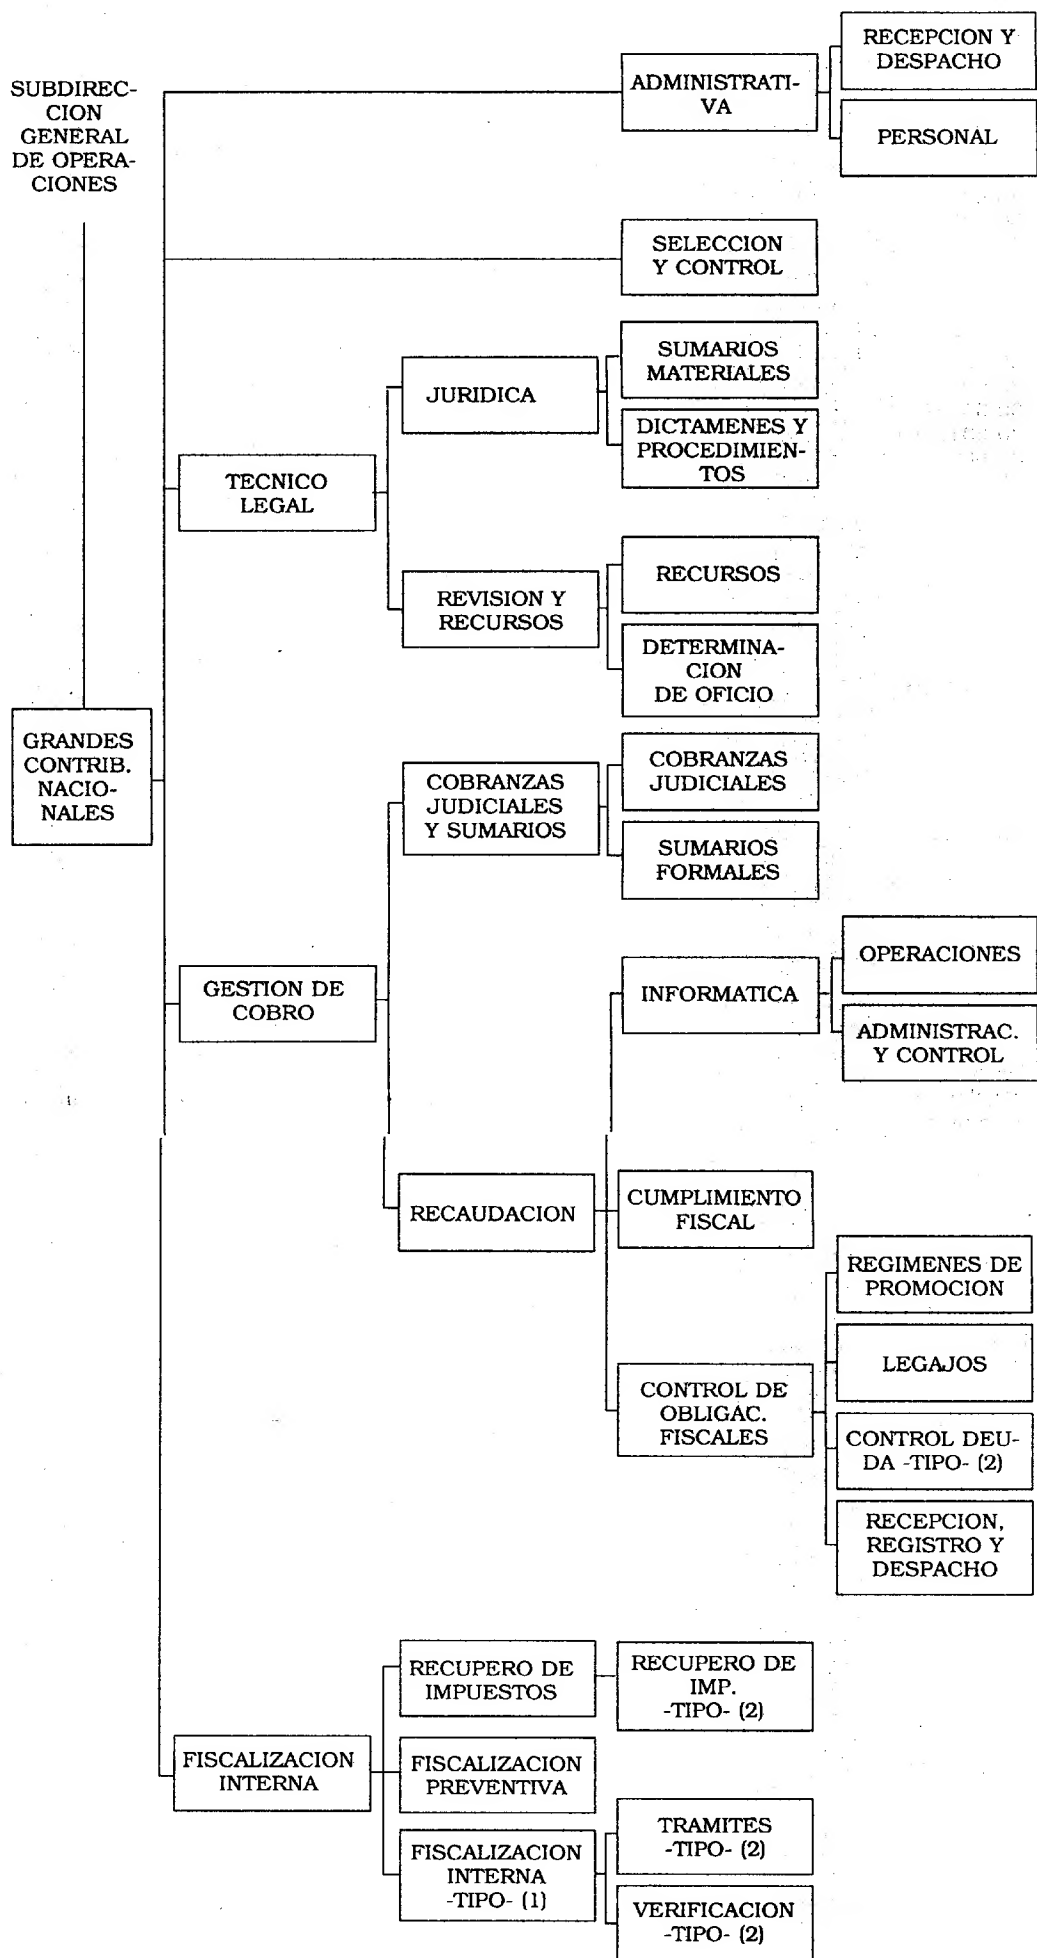 SUBDIREC-
CION
GENERAL
DE OPERA-
CIONES
GRANDES
CONTRIB.
NACIO-
NALES
ADMINISTRATI-
VA
RECEPCION Y
DESPACHO
PERSONAL
SELECCION
Y CONTROL
TECNICO
LEGAL
JURIDICA
SUMARIOS
MATERIALES
DICTAMENES Y
PROCEDIMIEN-
TOS
REVISION Y
RECURSOS
RECURSOS
DETERMINA-
CION
DE OFICIO
GESTION DE
COBRO
COBRANZAS
JUDICIALES
Y SUMARIOS
COBRANZAS
JUDICIALES
SUMARIOS
FORMALES
RECAUDACION
INFORMATICA
OPERACIONES
ADMINISTRAC.
Y CONTROL
CUMPLIMIENTO
FISCAL
CONTROL DE
OBLIGAC.
FISCALES
REGIMENES DE
PROMOCION
LEGAJOS
CONTROL DEU-
DA -TIPO- (2)
RECEPCION,
REGISTRO Y
DESPACHO
FISCALIZACION
INTERNA
RECUPERO DE
IMPUESTOS
RECUPERO DE
IMP.
-TIPO- (2)
FISCALIZACION
PREVENTIVA
FISCALIZACION
INTERNA
-TIPO- (1)
TRAMITES
-TIPO- (2)
VERIFICACION
-TIPO- (2)